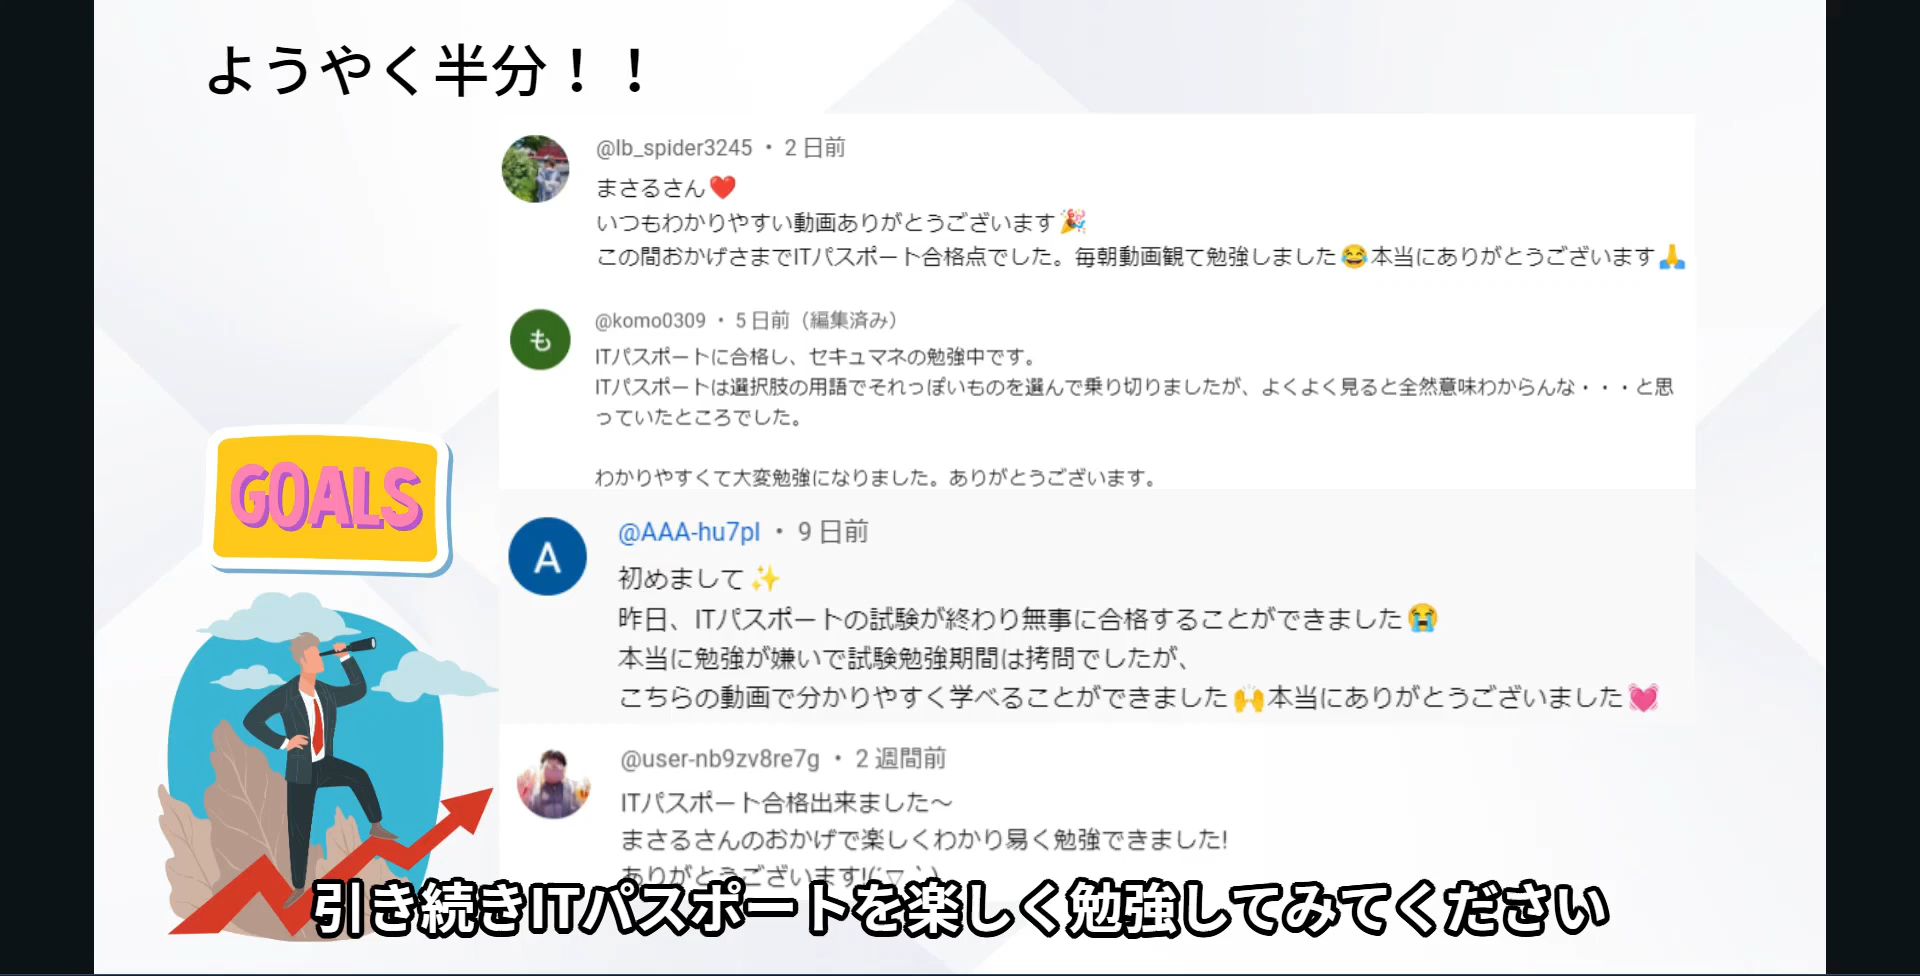 ようやく半分！！
@lb_spider3245 ・ 2 日前
まさるさん❤️
いつもわかりやすい動画ありがとうございます🎉
この間おかげさまでITパスポート合格点でした。毎朝動画観て勉強しました😂本当にありがとうございます🙏
も
@komo0309 ・ 5 日前（編集済み）
ITパスポートに合格し、セキュマネの勉強中です。
ITパスポートは選択肢の用語でそれっぽいものを選んで乗り切りましたが、よくよく見ると全然意味わからんな・・・と思
っていたところでした。
わかりやすくて大変勉強になりました。ありがとうございます。
GOALS
A
@AAA-hu7pl ・ 9 日前
初めまして✨
昨日、ITパスポートの試験が終わり無事に合格することができました😭
本当に勉強が嫌いで試験勉強期間は拷問でしたが、
こちらの動画で分かりやすく学べることができました🙌本当にありがとうございました💓
@user-nb9zv8re7g ・ 2 週間前
ITパスポート合格出来ました〜
まさるさんのおかげで楽しくわかり易く勉強できました!
ありがとうございます!
引き続きITパスポートを楽しく勉強してみてください